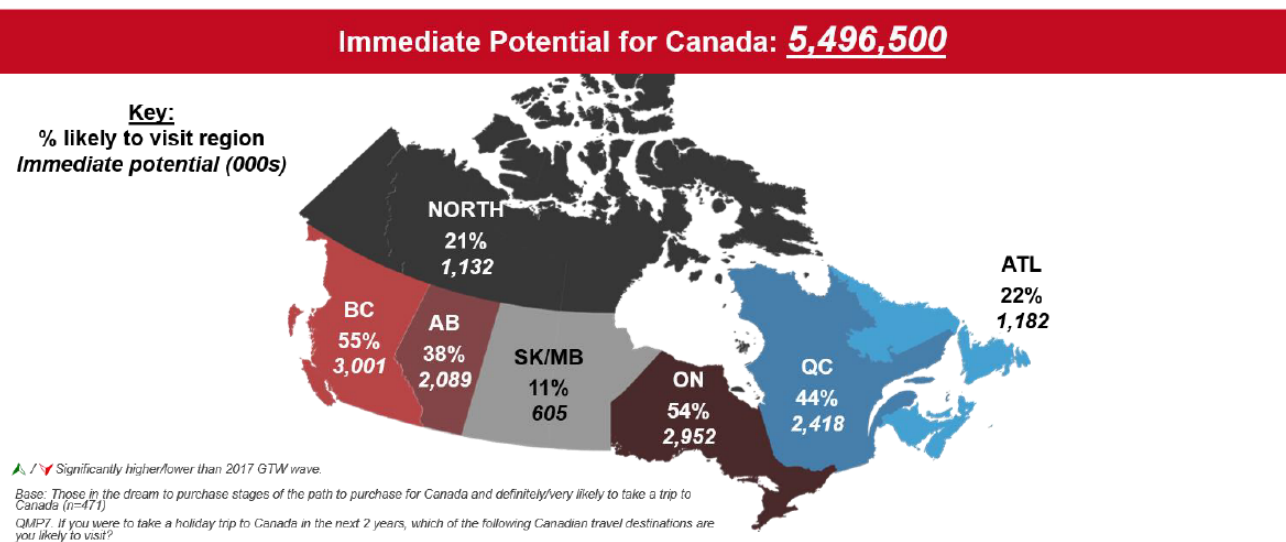 Immediate Potential for Canada: 5,496,500
Key:
% likely to visit region
Immediate potential (000s)
NORTH
21%
1,132
BC
55%
3,001
AB
38%
2,089
SK/MB
11%
605
ON
54%
2,952
QC
44%
2,418
ATL
22%
1,182
/ Significantly higher/lower than 2017 GTW wave.
Base: Those in the dream to purchase stages of the path to purchase for Canada and definitely/very likely to take a trip to
Canada (n=471)
QMP7. If you were to take a holiday trip to Canada in the next 2 years, which of the following Canadian travel destinations are
you likely to visit?